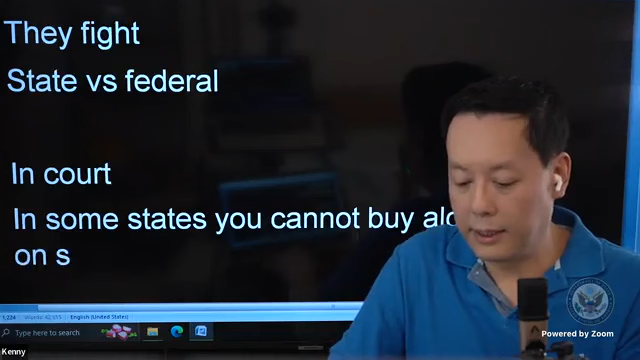 They fight
State vs federal
In court
In some states you cannot buy
on s
English (United States)
Type here to search
Kenny
Powered by Zoom